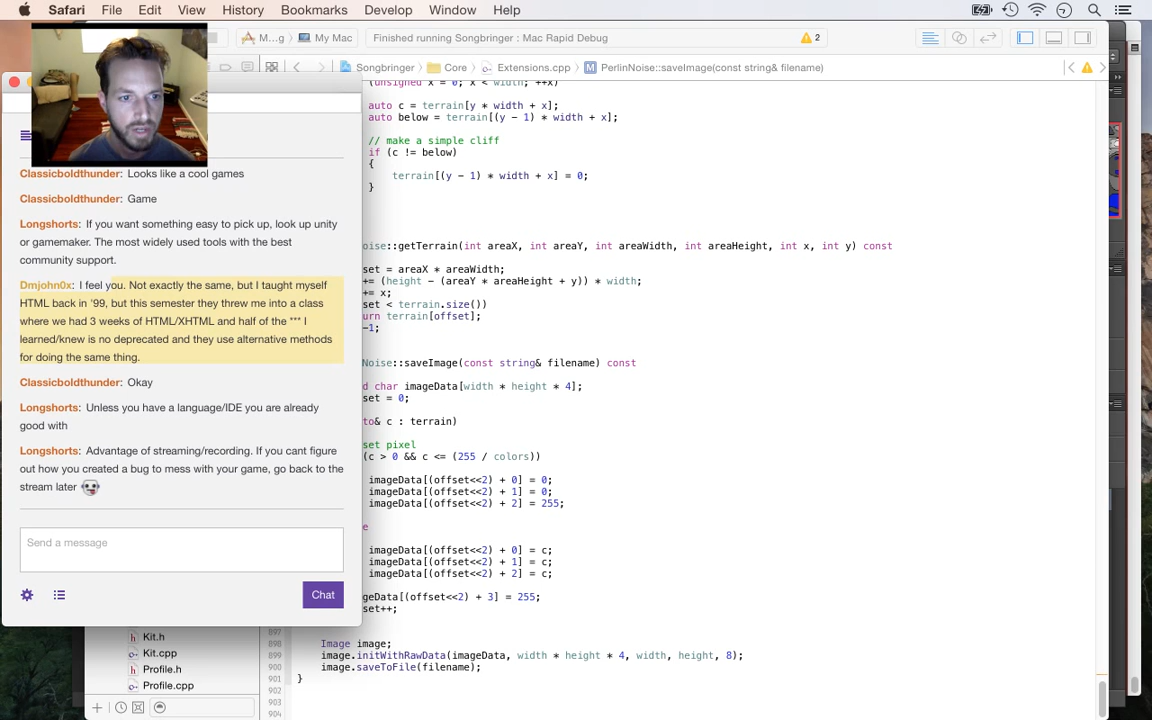 Safari File Edit View History Bookmarks Develop Window Help
M...g My Mac Finished running Songbringer : Mac Rapid Debug 2
Songbringer Core Extensions.cpp M PerlinNoise::saveImage(const string& filename)
Classicboldthunder: Looks like a cool games
Classicboldthunder: Game
Longshorts: If you want something easy to pick up, look up unity
or gamemaker. The most widely used tools with the best
community support.
Dmjohn0x: I feel you. Not exactly the same, but I taught myself
HTML back in '99, but this semester they threw me into a class
where we had 3 weeks of HTML/XHTML and half of the *** I
learned/knew is no deprecated and they use alternative methods
for doing the same thing.
Classicboldthunder: Okay
Longshorts: Unless you have a language/IDE you are already
good with
Longshorts: Advantage of streaming/recording. If you cant figure
out how you created a bug to mess with your game, go back to the
stream later
Send a message
Chat
(unsigned x = 0; x < width; ++x)
auto c = terrain[y * width + x];
auto below = terrain[(y - 1) * width + x];
// make a simple cliff
if (c != below)
{
terrain[(y - 1) * width + x] = 0;
}
oise::getTerrain(int areaX, int areaY, int areaWidth, int areaHeight, int x, int y) const
set = areaX * areaWidth;
+= (height - (areaY * areaHeight + y)) * width;
+= x;
set < terrain.size())
urn terrain[offset];
-1;
Noise::saveImage(const string& filename) const
d char imageData[width * height * 4];
set = 0;
to& c : terrain)
set pixel
(c > 0 && c <= (255 / colors))
imageData[(offset<<2) + 0] = 0;
imageData[(offset<<2) + 1] = 0;
imageData[(offset<<2) + 2] = 255;
e
imageData[(offset<<2) + 0] = c;
imageData[(offset<<2) + 1] = c;
imageData[(offset<<2) + 2] = c;
geData[(offset<<2) + 3] = 255;
set++;
897
898 Image image;
899 image.initWithRawData(imageData, width * height * 4, width, height, 8);
900 image.saveToFile(filename);
901 }
902
903
904
h Kit.h
Kit.cpp
h Profile.h
Profile.cpp